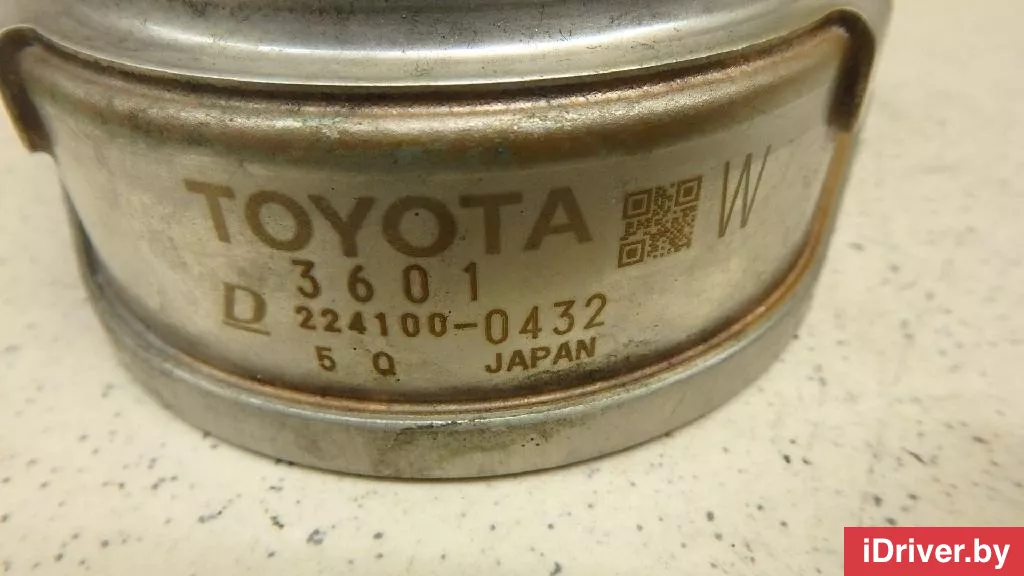 TOYOTA W
3601
D 224100-0432
5 Q JAPAN
iDriver.by